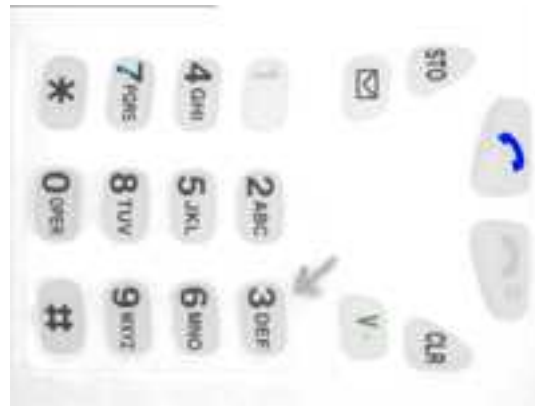 STO
CLR
V
1
2 ABC
3 DEF
4 GHI
5 JKL
6 MNO
7 PQRS
8 TUV
9 WXYZ
*
0 OPER
#